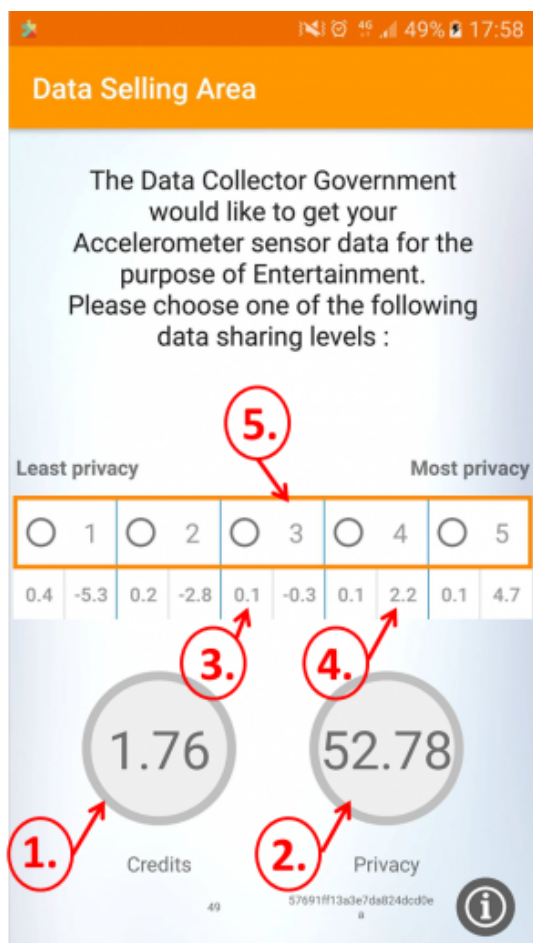 4G 49% 17:58
Data Selling Area
The Data Collector Government
would like to get your
Accelerometer sensor data for the
purpose of Entertainment.
Please choose one of the following
data sharing levels :
5.
Least privacy Most privacy
1 2 3 4 5
0.4 -5.3 0.2 -2.8 0.1 -0.3 0.1 2.2 0.1 4.7
3. 4.
1.76 52.78
1. 2.
Credits Privacy
49 57691ff13a3e7da824dcd0e
a
i